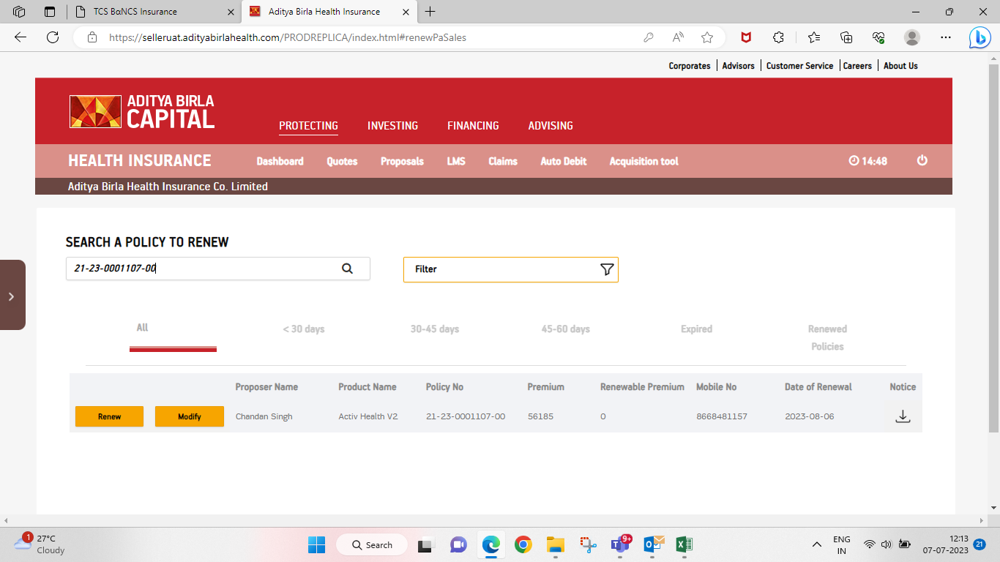 TCS BαNCS Insurance
Aditya Birla Health Insurance
https://selleruat.adityabirlahealth.com/PRODREPLICA/index.html#renewPaSales
Corporates Advisors Customer Service Careers About Us
ADITYA BIRLA
CAPITAL
PROTECTING INVESTING FINANCING ADVISING
HEALTH INSURANCE Dashboard Quotes Proposals LMS Claims Auto Debit Acquisition tool 14:48
Aditya Birla Health Insurance Co. Limited
SEARCH A POLICY TO RENEW
21-23-0001107-00 Filter
All < 30 days 30-45 days 45-60 days Expired Renewed
Policies
Proposer Name Product Name Policy No Premium Renewable Premium Mobile No Date of Renewal Notice
Renew Modify Chandan Singh Activ Health V2 21-23-0001107-00 56185 0 8668481157 2023-08-06
1 27°C
Cloudy
Search
9+
ENG
IN
12:13
07-07-2023
21